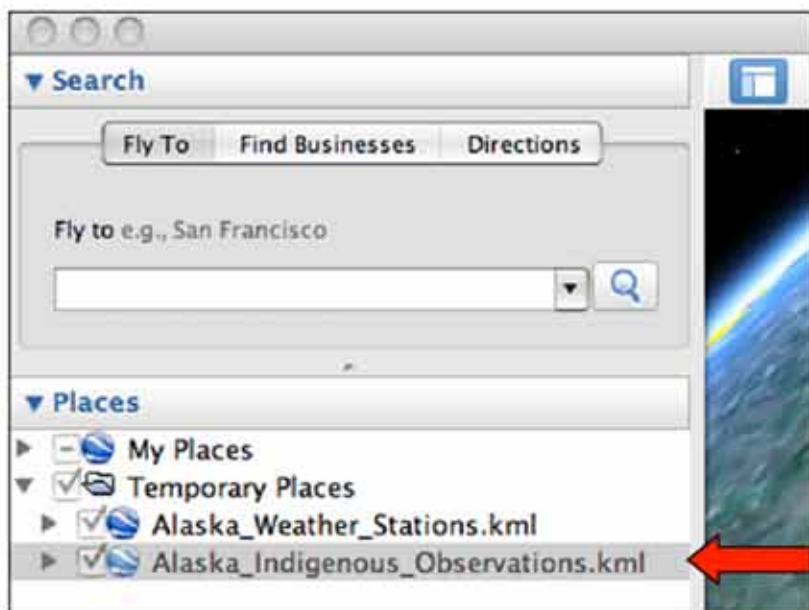 Search
Fly To Find Businesses Directions
Fly to e.g., San Francisco
Places
My Places
Temporary Places
Alaska_Weather_Stations.kml
Alaska_Indigenous_Observations.kml